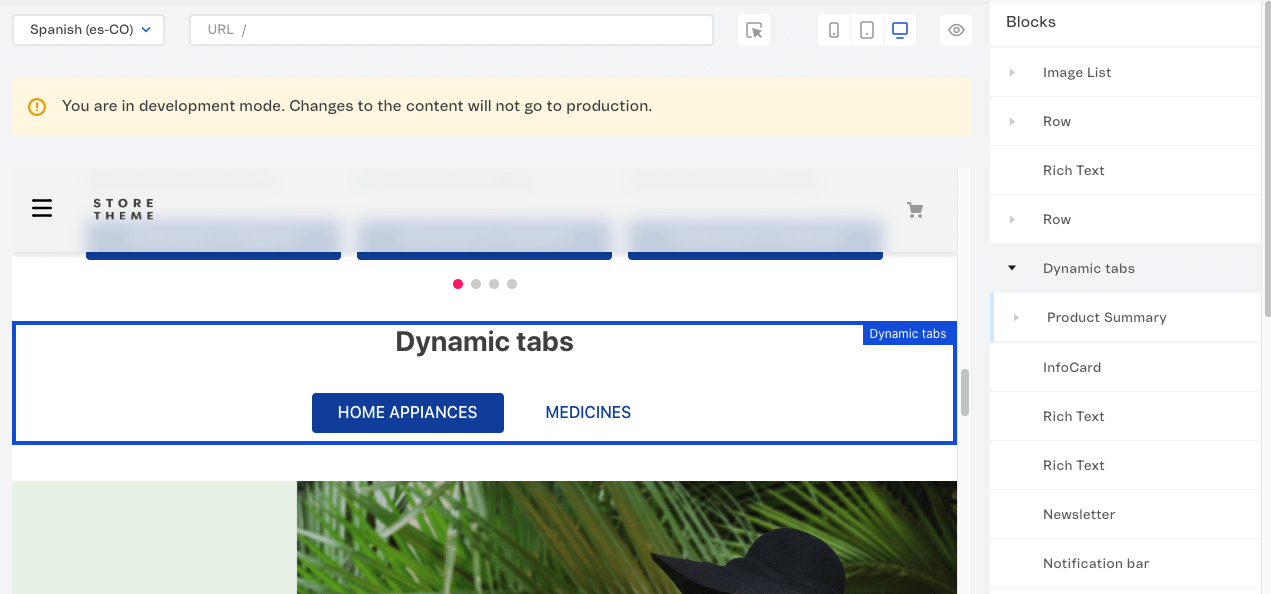 Spanish (es-CO)
URL /
You are in development mode. Changes to the content will not go to production.
STORE
THEME
Dynamic tabs
Dynamic tabs
HOME APPIANCES
MEDICINES
Blocks
Image List
Row
Rich Text
Row
Dynamic tabs
Product Summary
InfoCard
Rich Text
Rich Text
Newsletter
Notification bar